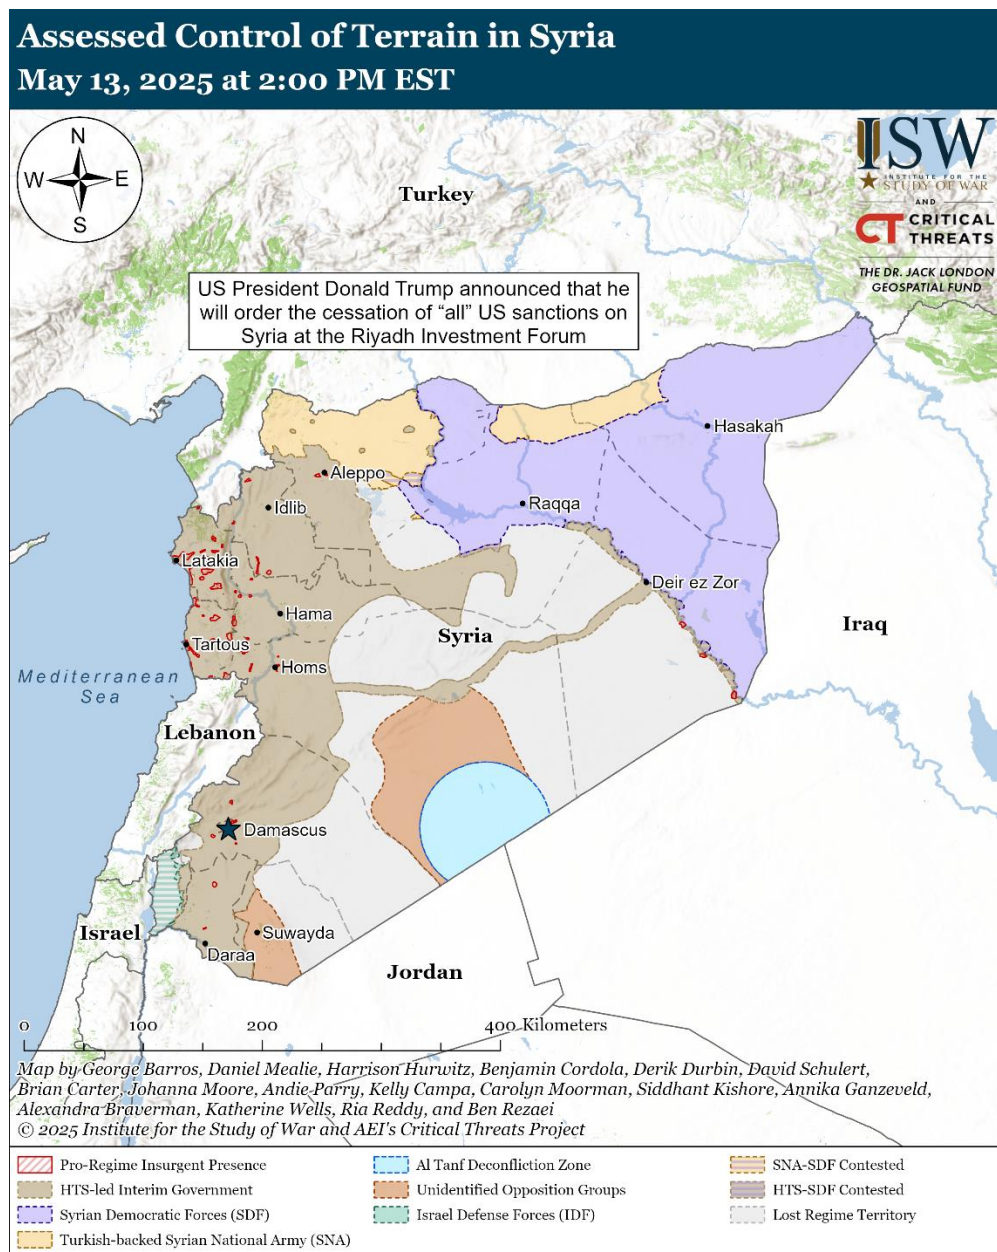 Assessed Control of Terrain in Syria
May 13, 2025 at 2:00 PM EST
N
W E
S
ISW
INSTITUTE FOR THE
STUDY OF WAR
AND
CT CRITICAL
THREATS
THE DR. JACK LONDON
GEOSPATIAL FUND
Turkey
US President Donald Trump announced that he
will order the cessation of “all” US sanctions on
Syria at the Riyadh Investment Forum
Hasakah
Aleppo
Raqqa
Idlib
Latakia
Deir ez Zor
Hama
Iraq
Syria
Tartous
Homs
Mediterranean
Sea
Lebanon
Damascus
Israel
Suwayda
Daraa
Jordan
0 100 200 400 Kilometers
Map by George Barros, Daniel Mealie, Harrison Hurwitz, Benjamin Cordola, Derik Durbin, David Schulert,
Brian Carter, Johanna Moore, Andie Parry, Kelly Campa, Carolyn Moorman, Siddhant Kishore, Annika Ganzeveld,
Alexandra Braverman, Katherine Wells, Ria Reddy, and Ben Rezaei
© 2025 Institute for the Study of War and AEI's Critical Threats Project
Pro-Regime Insurgent Presence
HTS-led Interim Government
Syrian Democratic Forces (SDF)
Turkish-backed Syrian National Army (SNA)
Al Tanf Deconfliction Zone
Unidentified Opposition Groups
Israel Defense Forces (IDF)
SNA-SDF Contested
HTS-SDF Contested
Lost Regime Territory